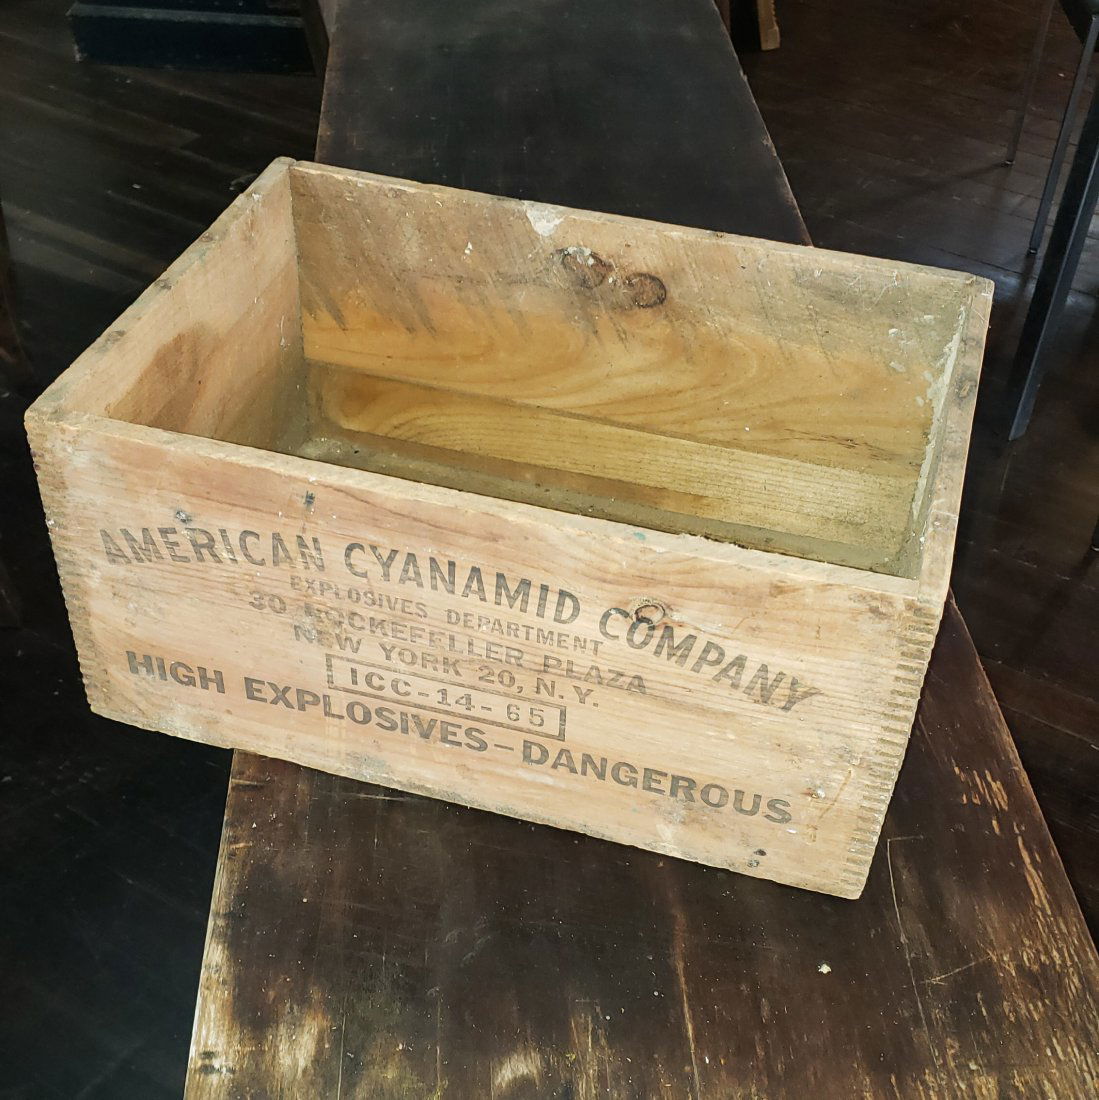 AMERICAN CYANAMID COMPANY
EXPLOSIVES DEPARTMENT
30 ROCKEFELLER PLAZA
NEW YORK 20, N. Y.
ICC-14-65
HIGH EXPLOSIVES-DANGEROUS